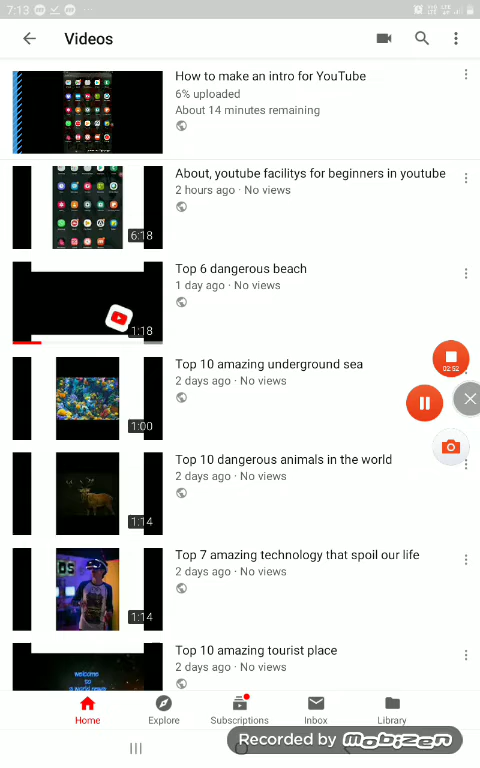 7:13
Videos
How to make an intro for YouTube
6% uploaded
About 14 minutes remaining
About, youtube facilitys for beginners in youtube
2 hours ago · No views
6:18
Top 6 dangerous beach
1 day ago · No views
1:18
Top 10 amazing underground sea
2 days ago · No views
1:00
02:52
Top 10 dangerous animals in the world
2 days ago · No views
1:14
Top 7 amazing technology that spoil our life
2 days ago · No views
1:14
Top 10 amazing tourist place
2 days ago · No views
welcome
to
Home
Explore
Subscriptions
Inbox
Library
Recorded by mobizen